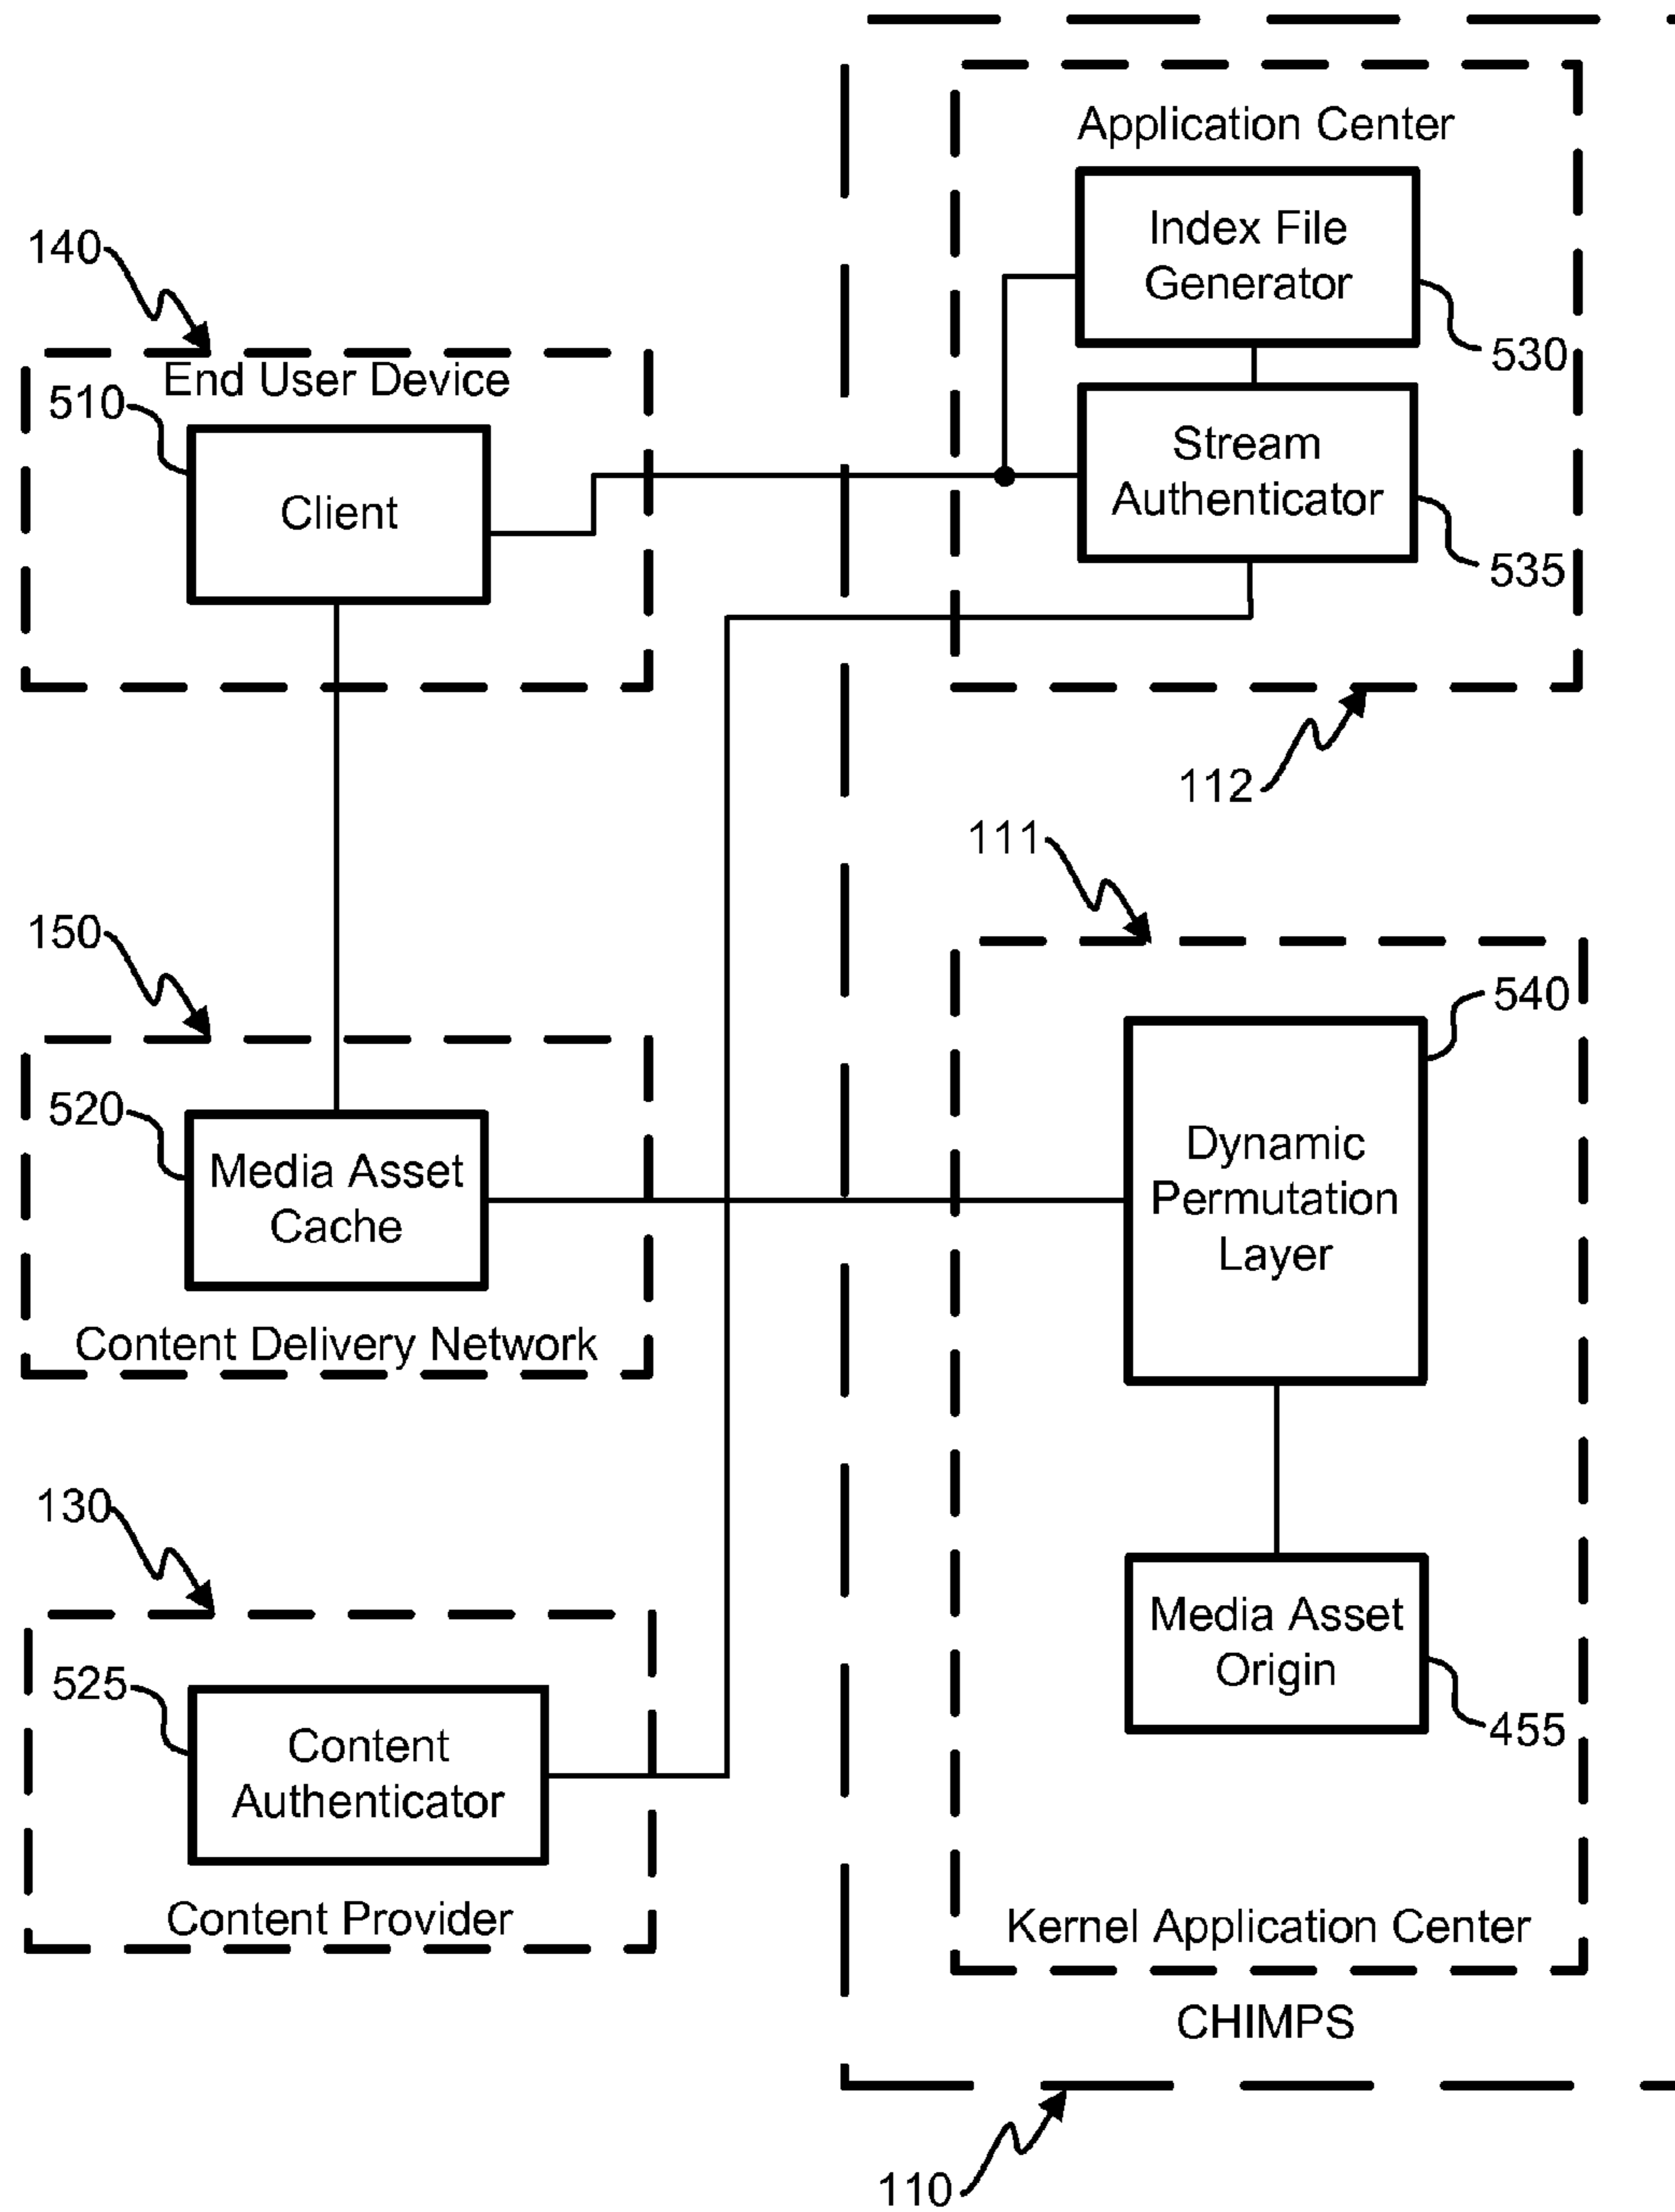 Application Center
Index File
Generator
530
140
End User Device
510
Client
Stream
Authenticator
535
112
111
150
540
520
Media Asset
Cache
Dynamic
Permutation
Layer
Content Delivery Network
130
Media Asset
Origin
455
525
Content
Authenticator
Content Provider
Kernel Application Center
CHIMPS
110